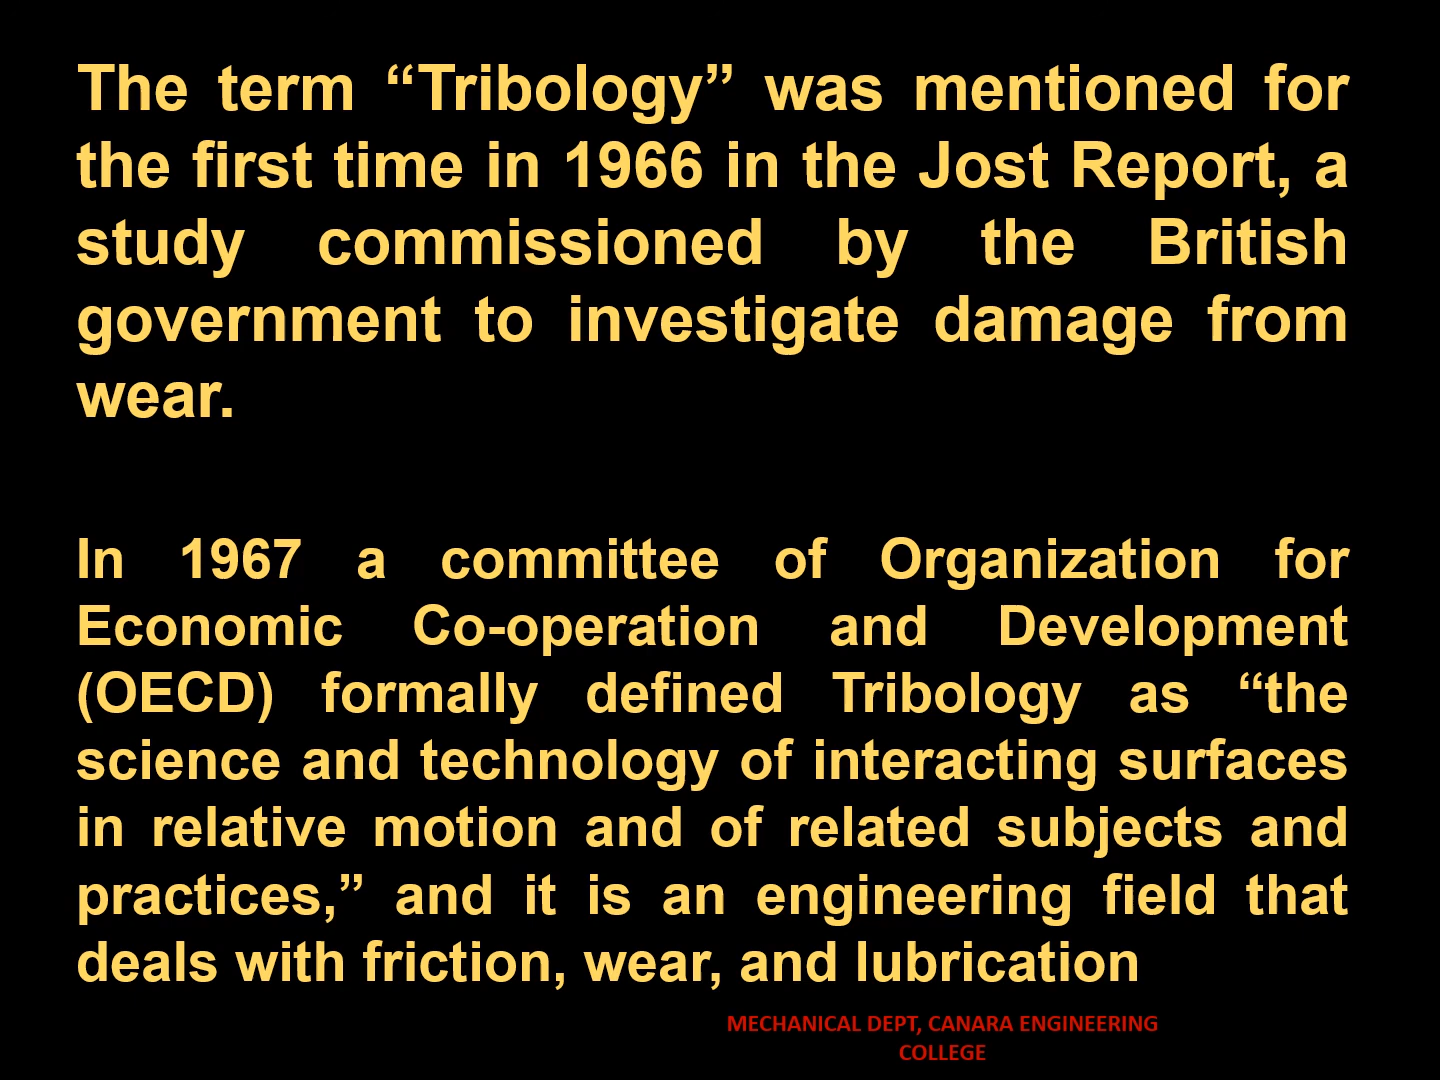 The term “Tribology” was mentioned for
the first time in 1966 in the Jost Report, a
study commissioned by the British
government to investigate damage from
wear.
In 1967 a committee of Organization for
Economic Co-operation and Development
(OECD) formally defined Tribology as “the
science and technology of interacting surfaces
in relative motion and of related subjects and
practices,” and it is an engineering field that
deals with friction, wear, and lubrication
MECHANICAL DEPT, CANARA ENGINEERING
COLLEGE